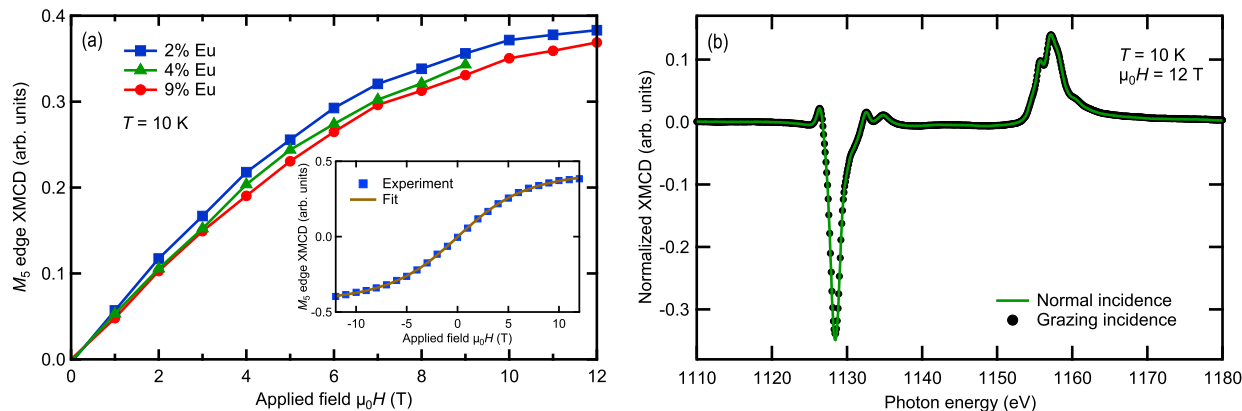 (a)
2% Eu
4% Eu
9% Eu
T = 10 K
M5 edge XMCD (arb. units)
0.4
0.3
0.2
0.1
0.0
0 2 4 6 8 10 12
Applied field μ0H (T)
Experiment
Fit
M5 edge XMCD (arb. units)
0.5
0.0
-0.5
-10 -5 0 5 10
Applied field μ0H (T)
(b)
T = 10 K
μ0H = 12 T
Normalized XMCD (arb. units)
0.1
0.0
-0.1
-0.2
-0.3
Normal incidence
Grazing incidence
1110 1120 1130 1140 1150 1160 1170 1180
Photon energy (eV)